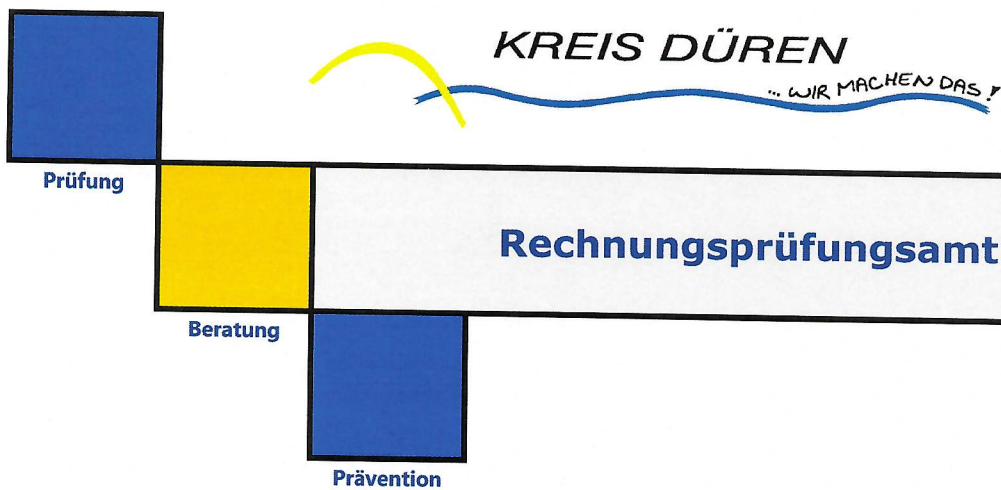 KREIS DÜREN
... WIR MACHEN DAS!
Prüfung
Rechnungsprüfungsamt
Beratung
Prävention